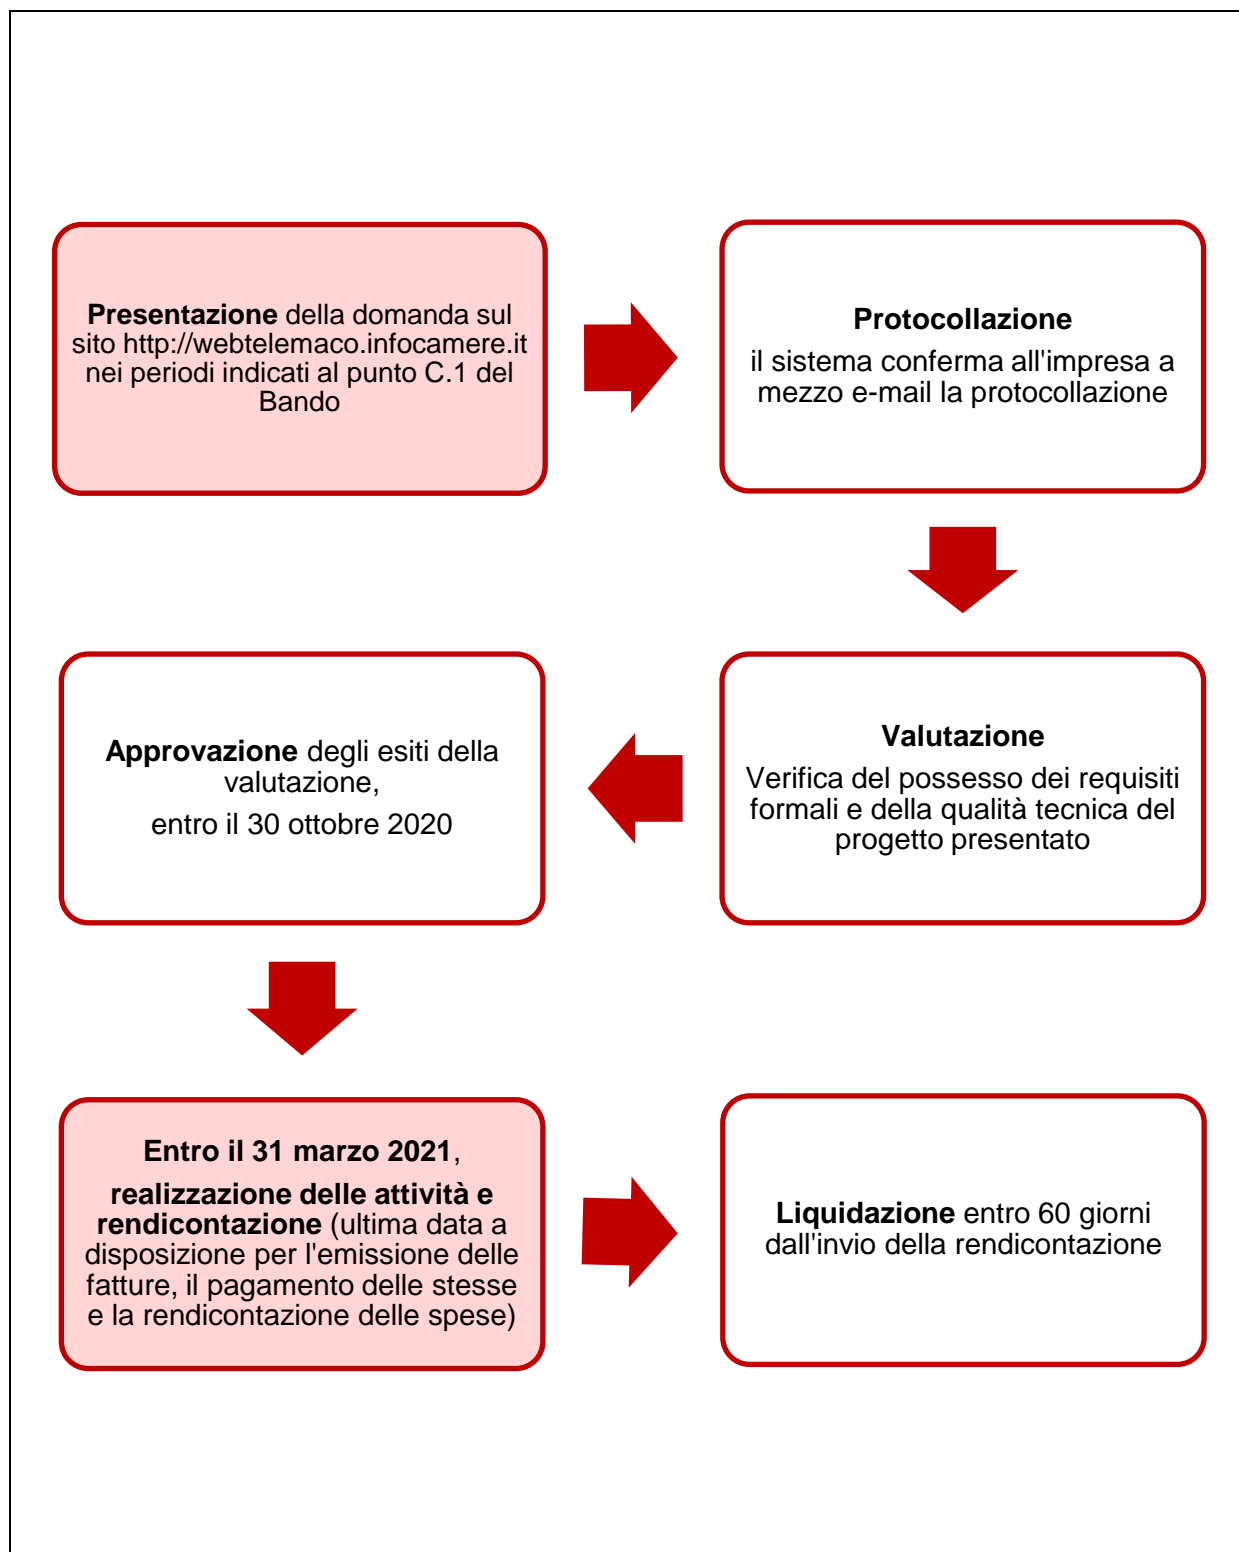 Presentazione della domanda sul
sito http://webtelemaco.infocamere.it
nei periodi indicati al punto C.1 del
Bando
Protocollazione
il sistema conferma all'impresa a
mezzo e-mail la protocollazione
Valutazione
Verifica del possesso dei requisiti
formali e della qualità tecnica del
progetto presentato
Approvazione degli esiti della
valutazione,
entro il 30 ottobre 2020
Entro il 31 marzo 2021,
realizzazione delle attività e
rendicontazione (ultima data a
disposizione per l'emissione delle
fatture, il pagamento delle stesse
e la rendicontazione delle spese)
Liquidazione entro 60 giorni
dall'invio della rendicontazione